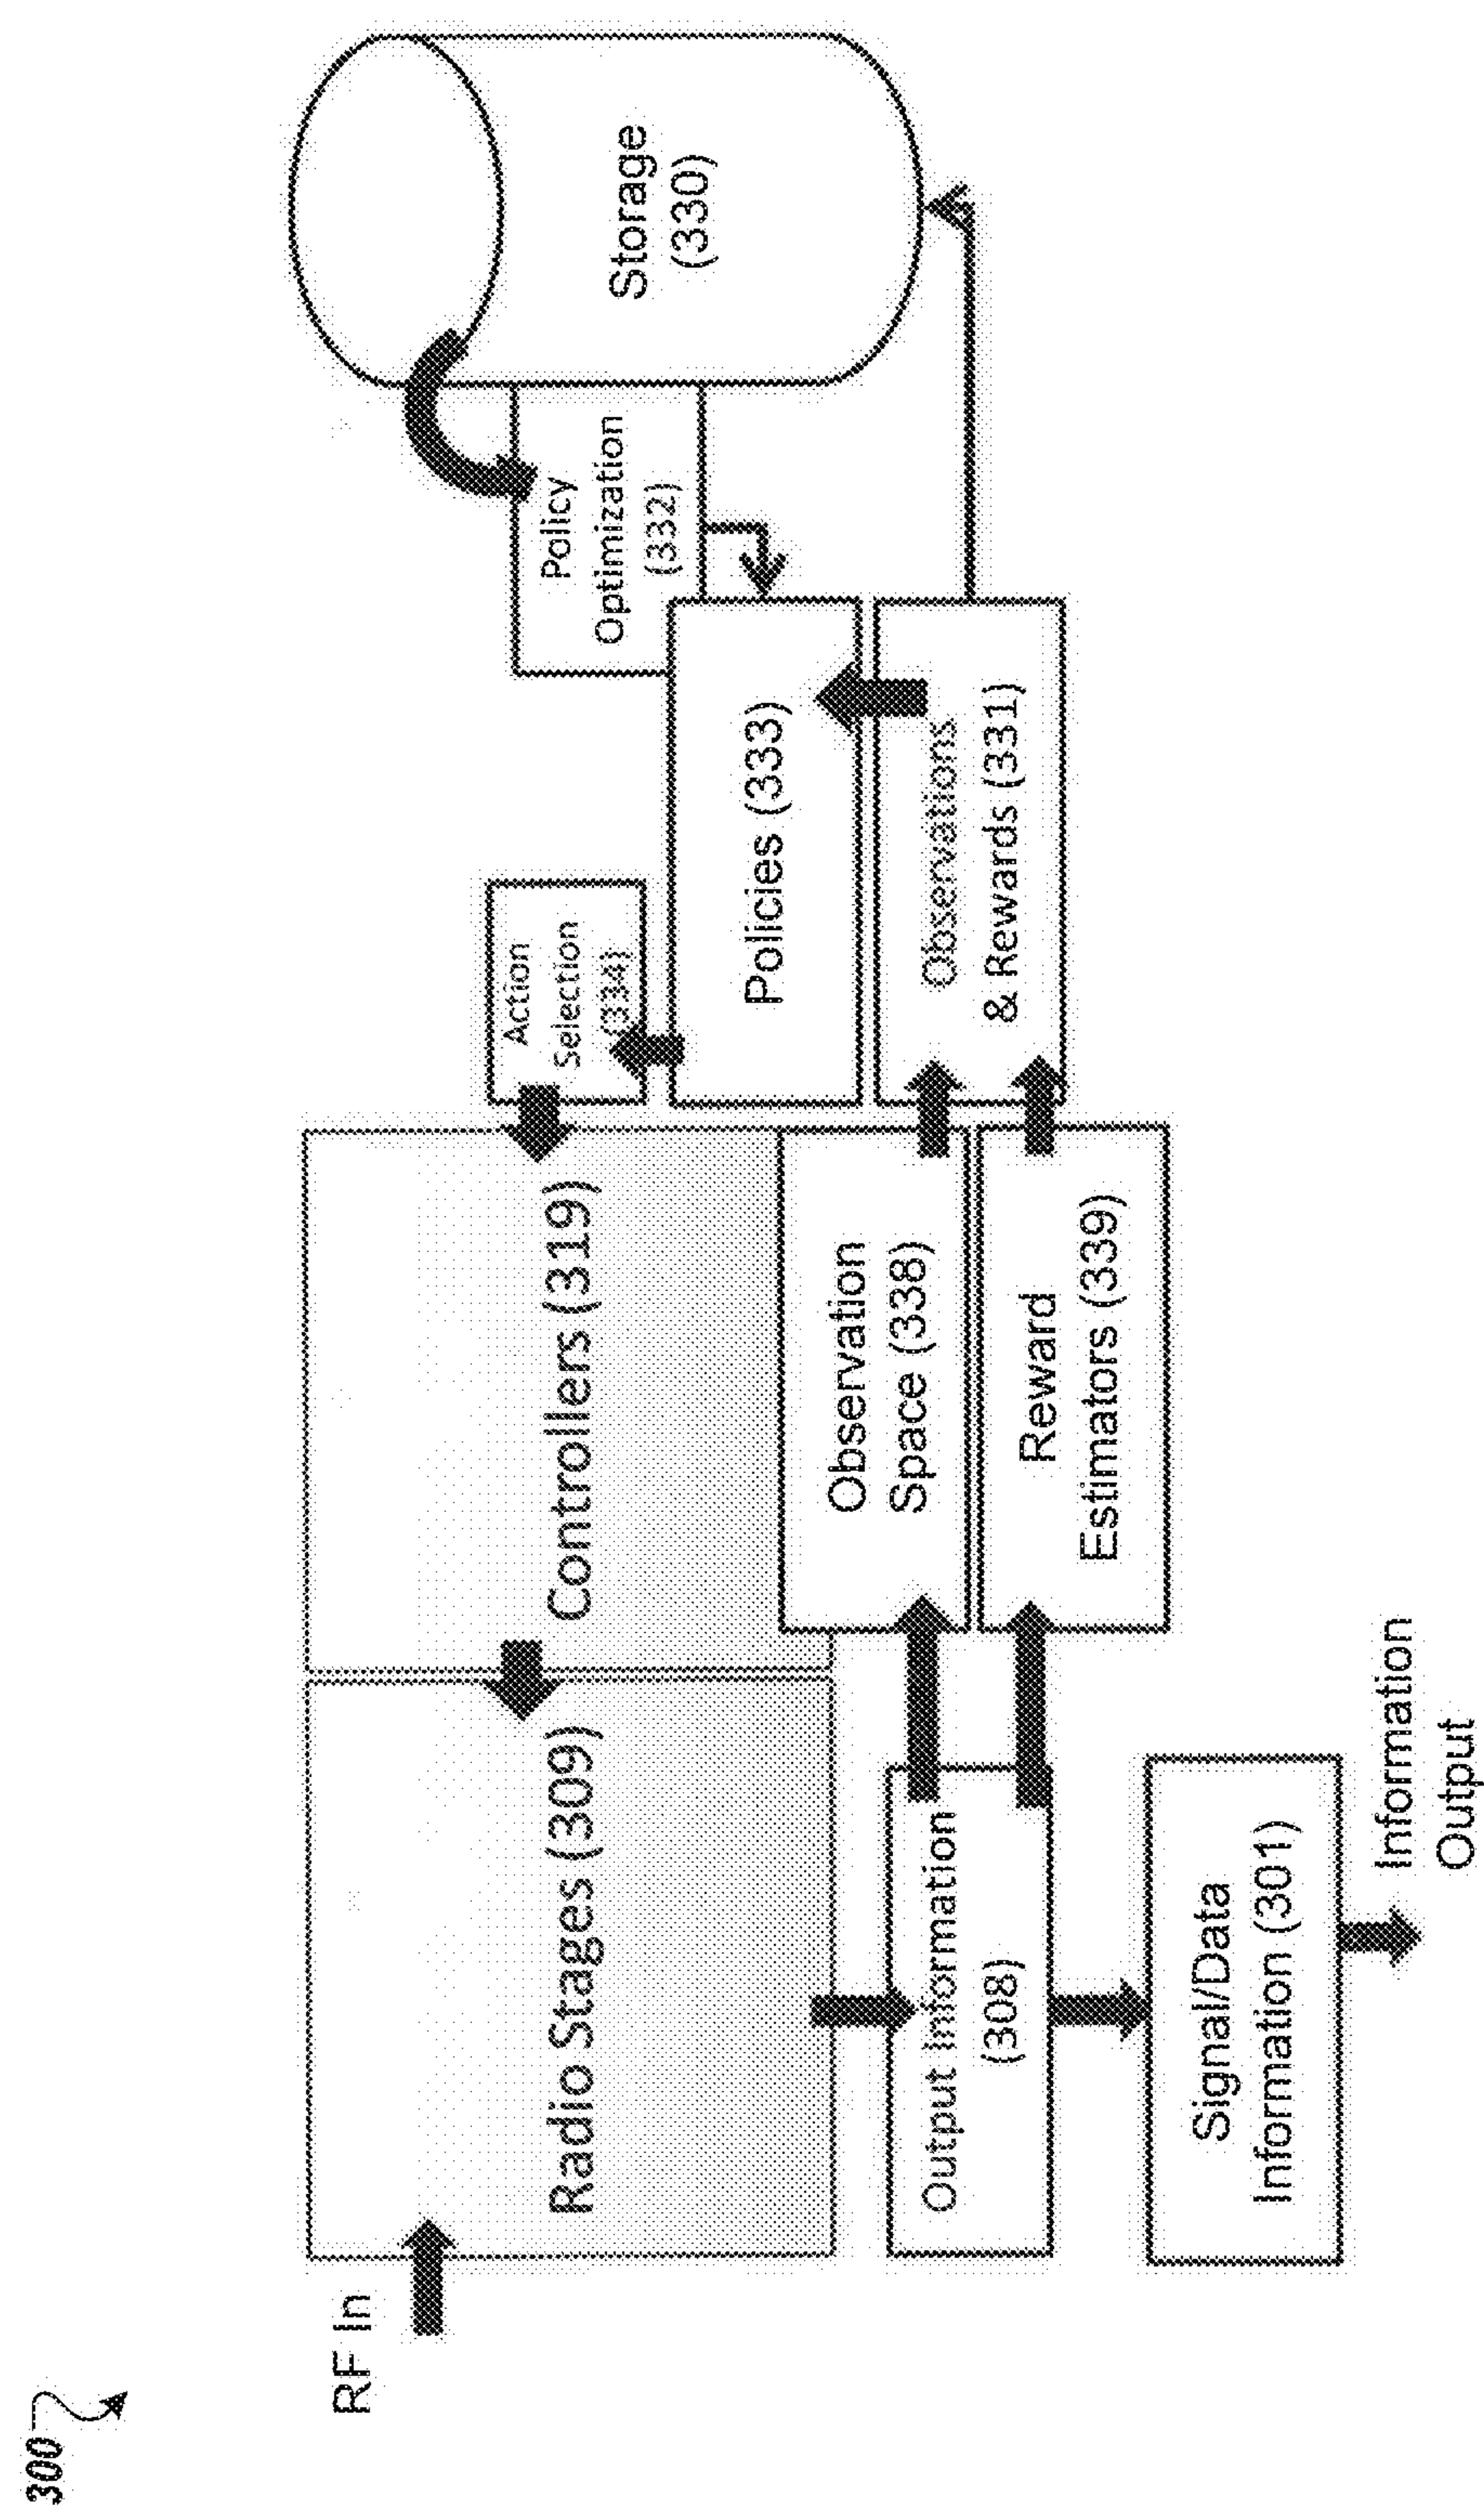 300
RF In
Radio Stages (309)
Controllers (319)
Action
Selection
(334)
Policy
Optimization
(332)
Storage
(330)
Policies (333)
Observations
& Rewards (331)
Observation
Space (338)
Reward
Estimators (339)
Output Information
(308)
Signal/Data
Information (301)
Information
Output